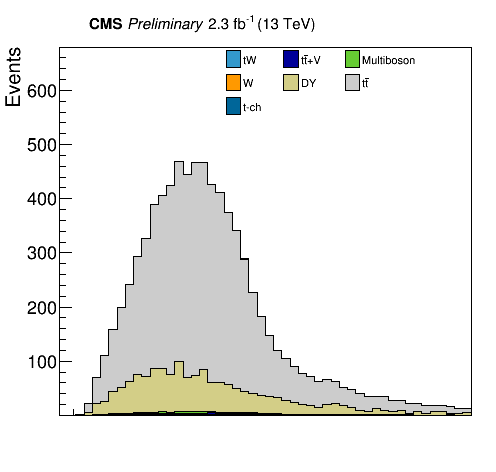 CMS Preliminary 2.3 fb⁻¹ (13 TeV)
Events
tW tt̄+V Multiboson
W DY tt̄
t-ch
600
500
400
300
200
100